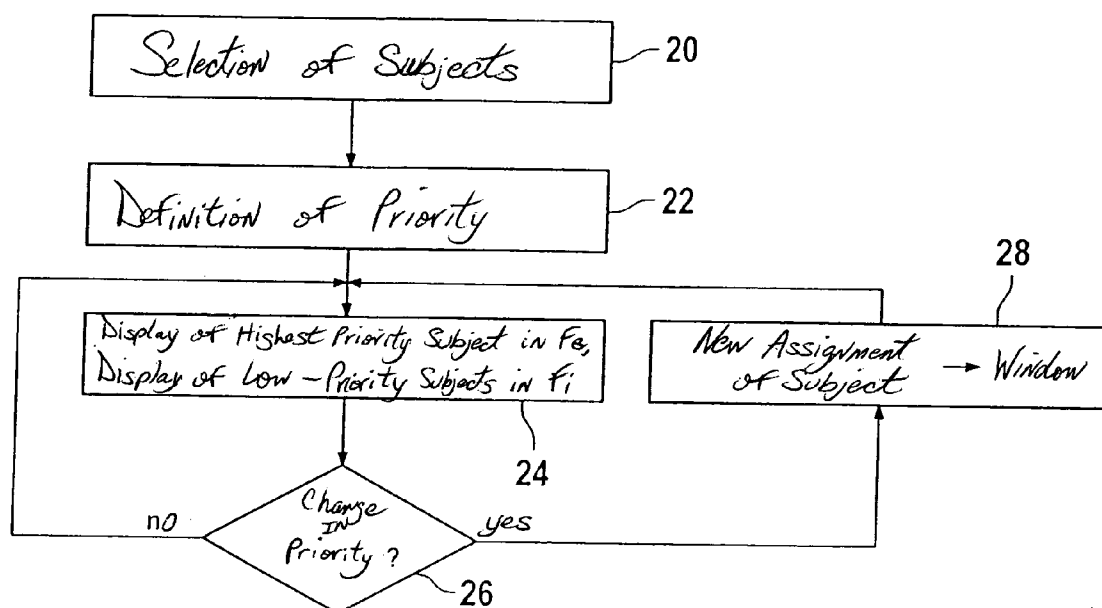 Selection of Subjects
20
Definition of Priority
22
28
Display of Highest Priority Subject in Fe,
Display of Low-Priority Subjects in Fi
24
New Assignment
of Subject → Window
Change
IN
Priority?
no
yes
26